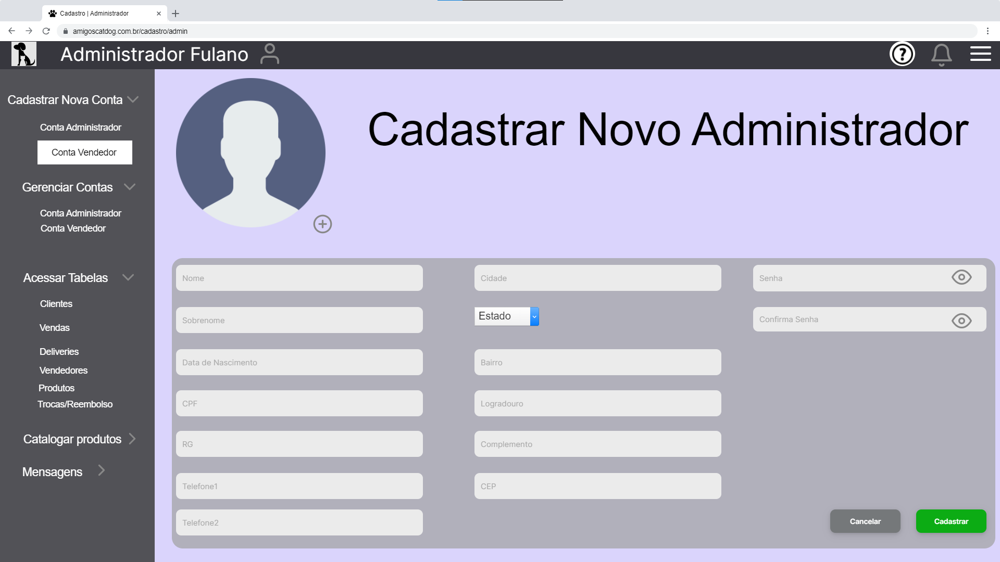 Cadastro | Administrador
amigoscatdog.com.br/cadastro/admin
Administrador Fulano
?
Cadastrar Nova Conta
Conta Administrador
Conta Vendedor
Gerenciar Contas
Conta Administrador
Conta Vendedor
Acessar Tabelas
Clientes
Vendas
Deliveries
Vendedores
Produtos
Trocas/Reembolso
Catalogar produtos
Mensagens
Cadastrar Novo Administrador
Nome
Sobrenome
Data de Nascimento
CPF
RG
Telefone1
Telefone2
Cidade
Estado
Bairro
Logradouro
Complemento
CEP
Senha
Confirma Senha
Cancelar
Cadastrar